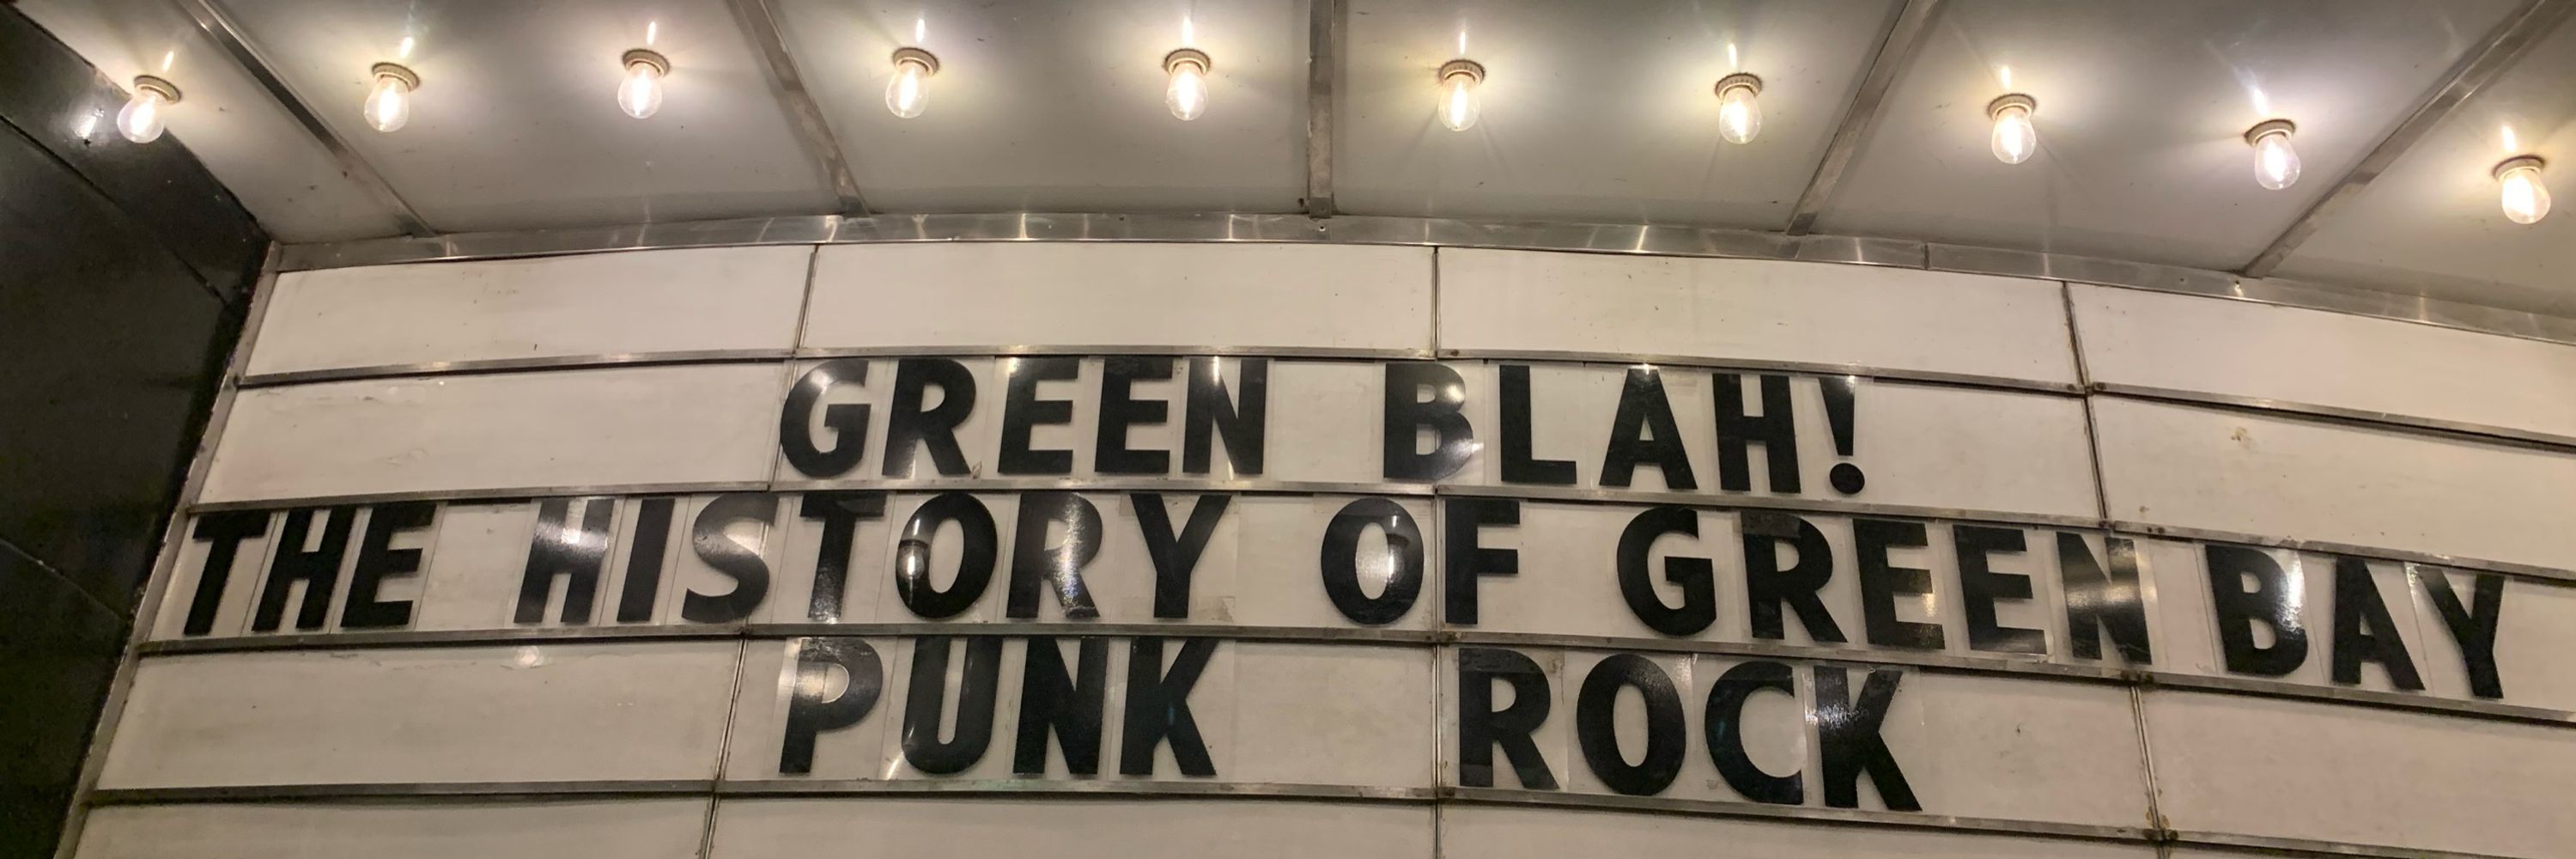 GREEN BLAH!
THE HISTORY OF GREEN BAY
PUNK ROCK